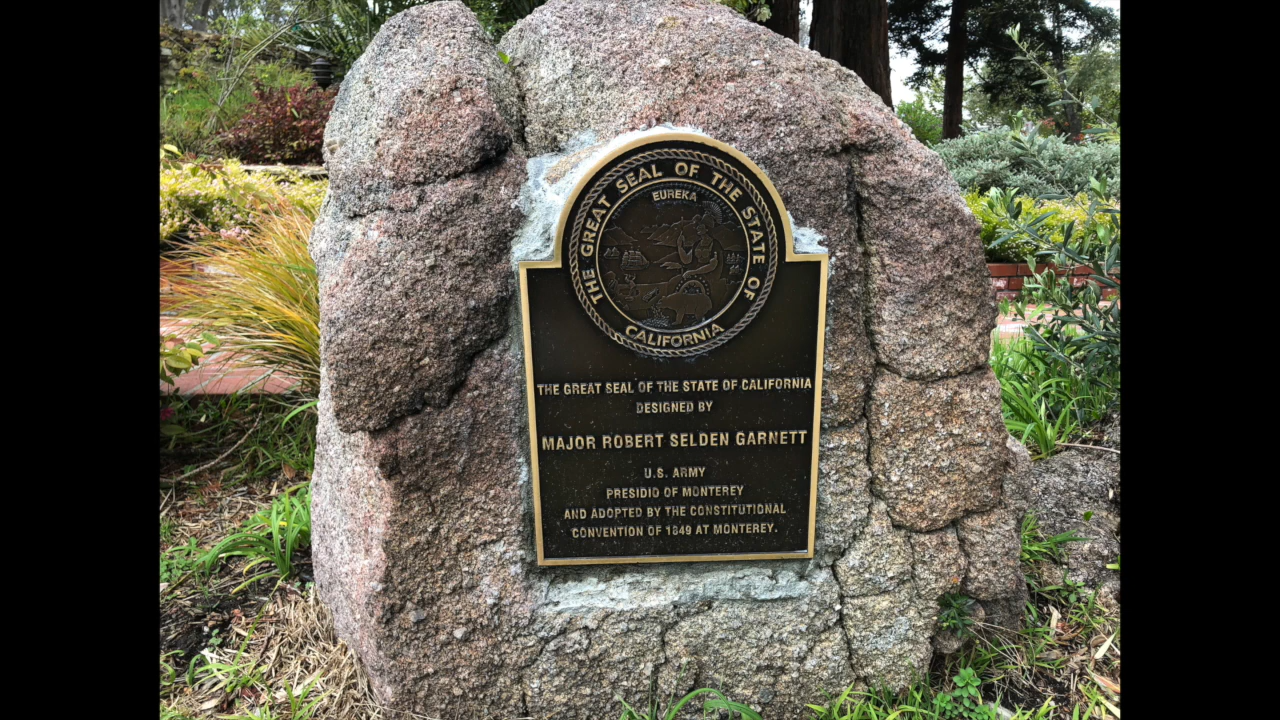 THE GREAT SEAL OF THE STATE OF
EUREKA
CALIFORNIA
THE GREAT SEAL OF THE STATE OF CALIFORNIA
DESIGNED BY
MAJOR ROBERT SELDEN GARNETT
U.S. ARMY
PRESIDIO OF MONTEREY
AND ADOPTED BY THE CONSTITUTIONAL
CONVENTION OF 1849 AT MONTEREY.